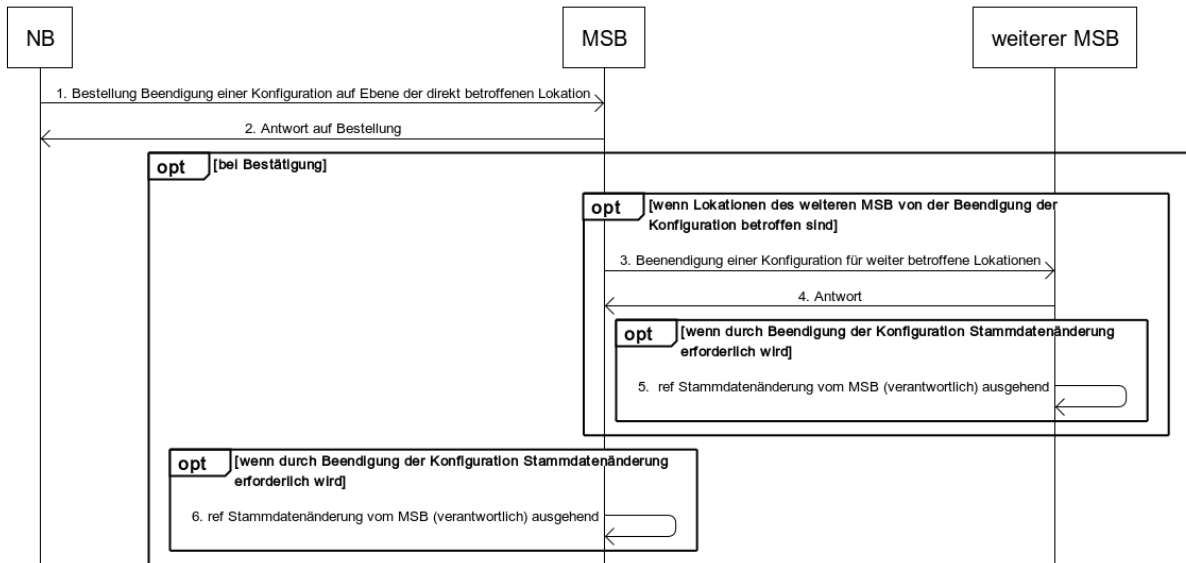 NB MSB weiterer MSB
1. Bestellung Beendigung einer Konfiguration auf Ebene der direkt betroffenen Lokation
2. Antwort auf Bestellung
opt [bei Bestätigung]
opt [wenn Lokationen des weiteren MSB von der Beendigung der
Konfiguration betroffen sind]
3. Beenendigung einer Konfiguration für weiter betroffene Lokationen
4. Antwort
opt [wenn durch Beendigung der Konfiguration Stammdatenänderung
erforderlich wird]
5. ref Stammdatenänderung vom MSB (verantwortlich) ausgehend
opt [wenn durch Beendigung der Konfiguration Stammdatenänderung
erforderlich wird]
6. ref Stammdatenänderung vom MSB (verantwortlich) ausgehend